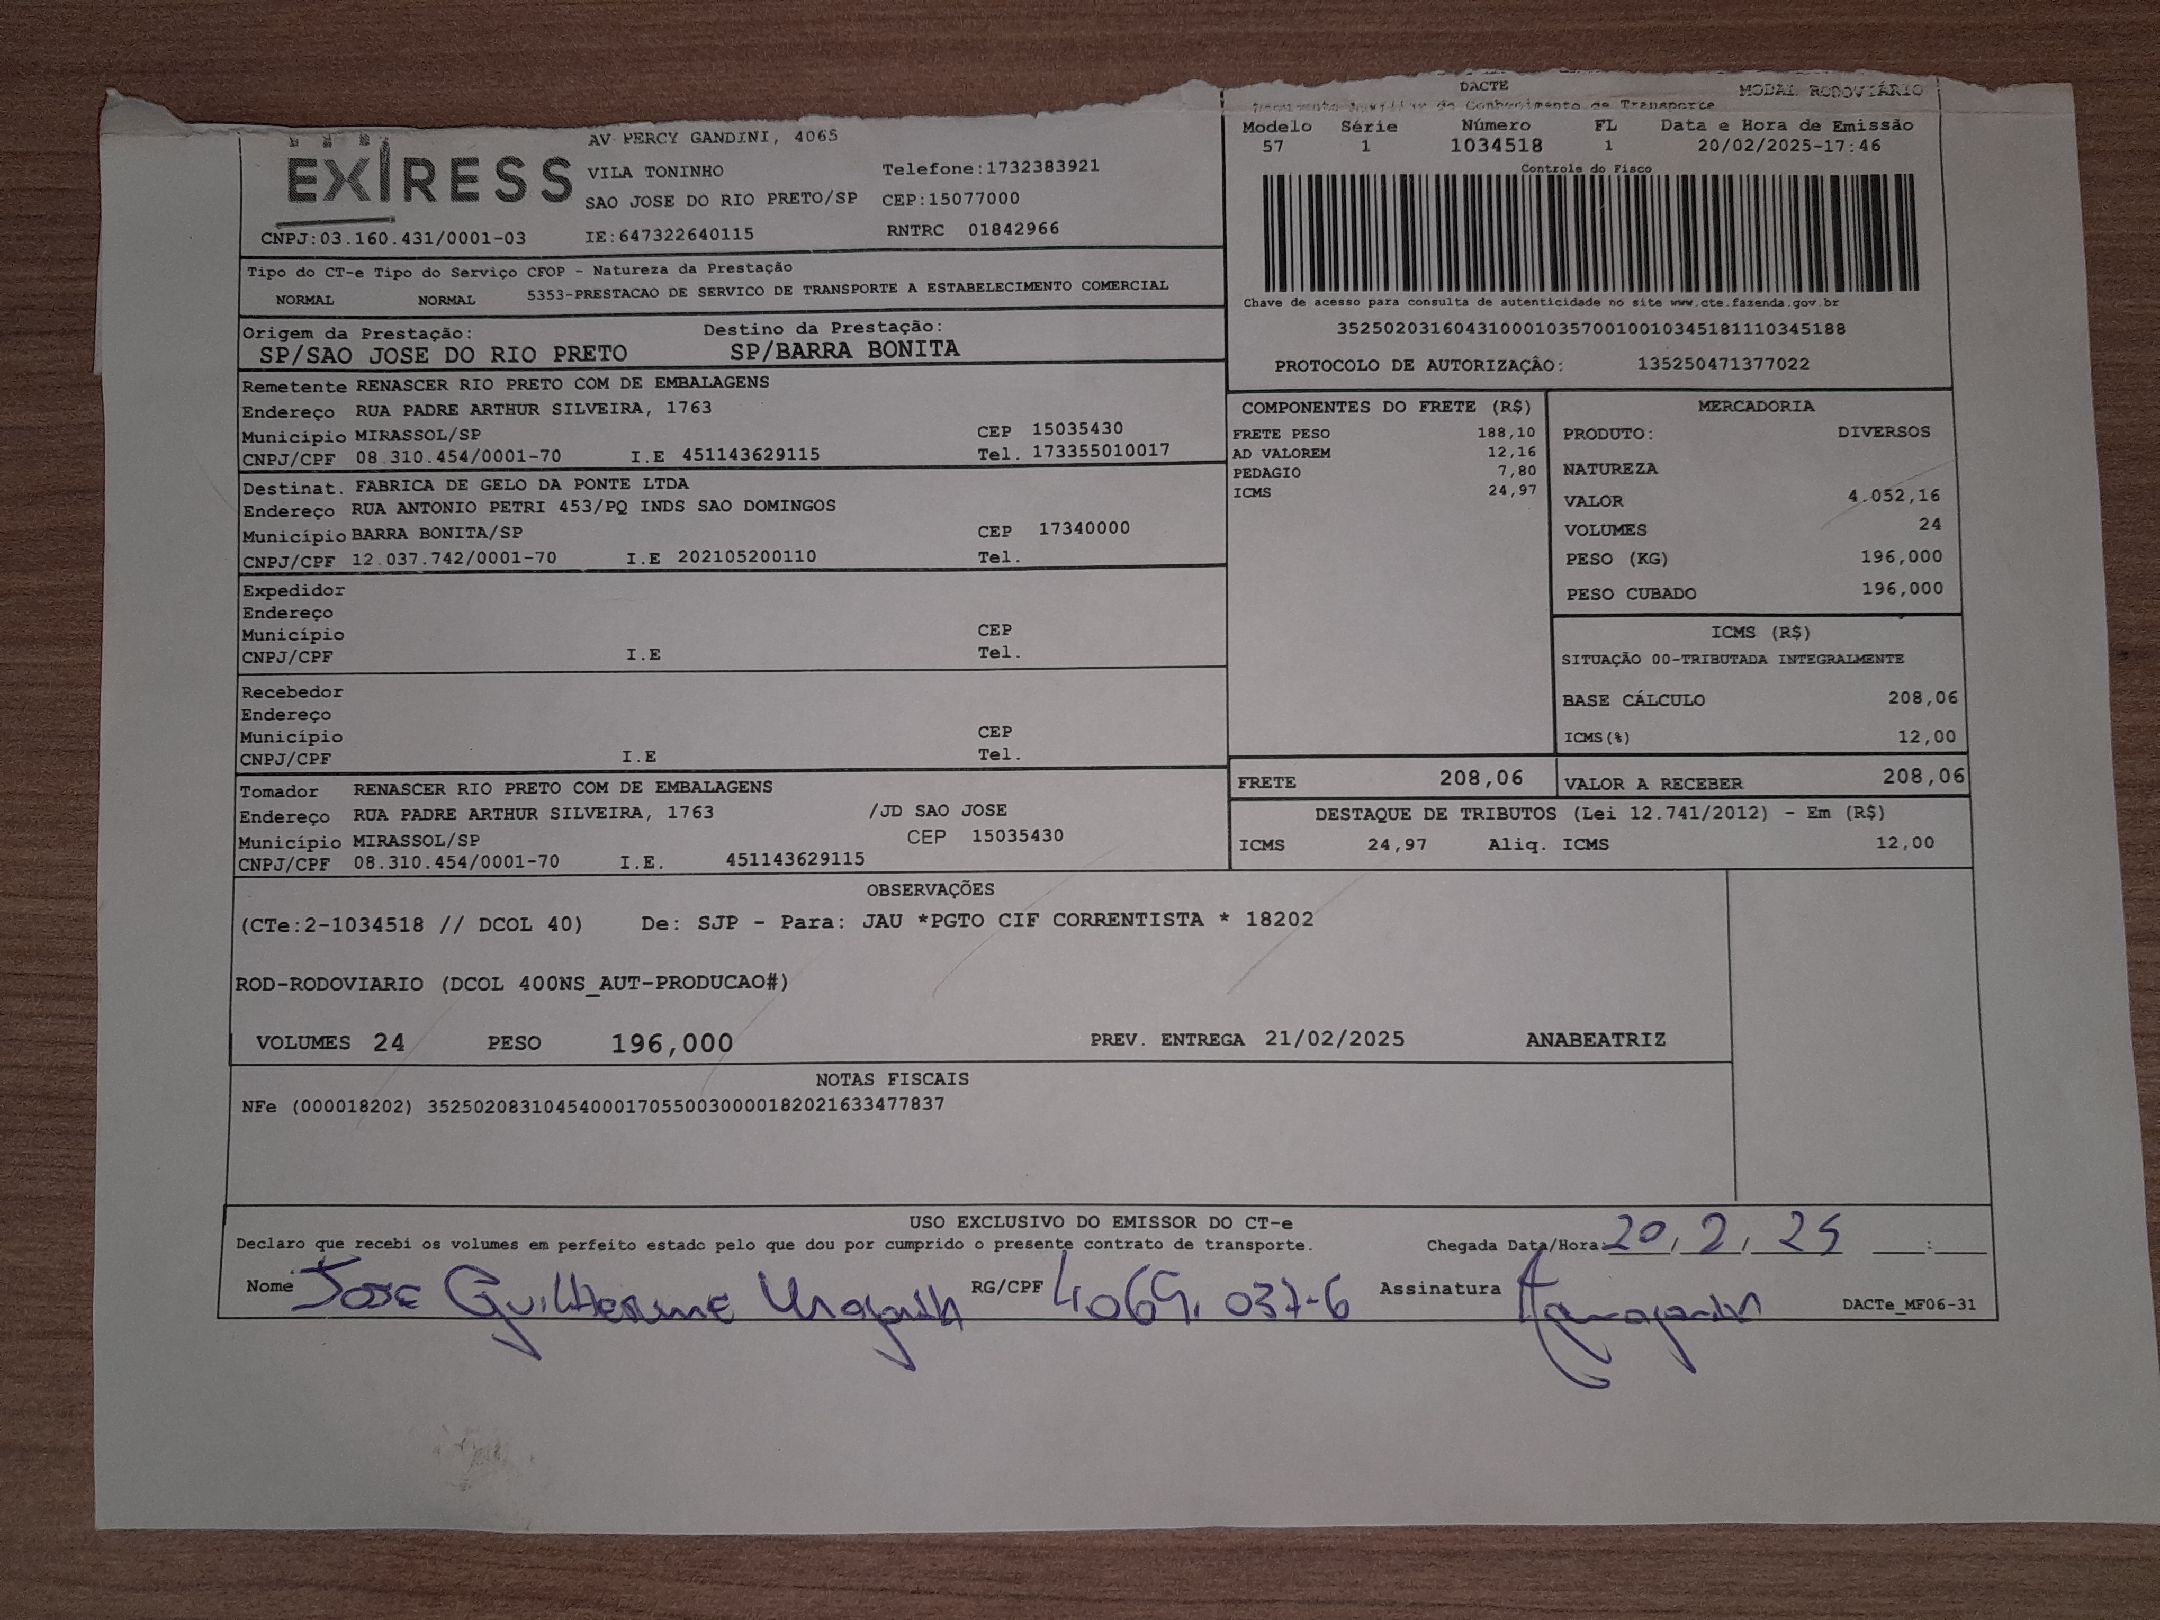 DACTE MODAL RODOVIÁRIO
Documento Auxiliar do Conhecimento de Transporte
EXPRESS
AV PERCY GANDINI, 4065
VILA TONINHO Telefone:1732383921
SAO JOSE DO RIO PRETO/SP CEP:15077000
CNPJ:03.160.431/0001-03 IE:647322640115 RNTRC 01842966
Modelo Série Número FL Data e Hora de Emissão
57 1 1034518 1 20/02/2025-17:46
Controle do Fisco
Chave de acesso para consulta de autenticidade no site www.cte.fazenda.gov.br
35250203160431000103570010010345181110345188
PROTOCOLO DE AUTORIZAÇÃO: 135250471377022
Tipo do CT-e Tipo do Serviço CFOP - Natureza da Prestação
NORMAL NORMAL 5353-PRESTACAO DE SERVICO DE TRANSPORTE A ESTABELECIMENTO COMERCIAL
Origem da Prestação: Destino da Prestação:
SP/SAO JOSE DO RIO PRETO SP/BARRA BONITA
Remetente RENASCER RIO PRETO COM DE EMBALAGENS
Endereço RUA PADRE ARTHUR SILVEIRA, 1763
Município MIRASSOL/SP CEP 15035430
CNPJ/CPF 08.310.454/0001-70 I.E 451143629115 Tel. 173355010017
Destinat. FABRICA DE GELO DA PONTE LTDA
Endereço RUA ANTONIO PETRI 453/PQ INDS SAO DOMINGOS
Município BARRA BONITA/SP CEP 17340000
CNPJ/CPF 12.037.742/0001-70 I.E 202105200110 Tel.
Expedidor
Endereço
Município CEP
CNPJ/CPF I.E Tel.
Recebedor
Endereço
Município CEP
CNPJ/CPF I.E Tel.
Tomador RENASCER RIO PRETO COM DE EMBALAGENS
Endereço RUA PADRE ARTHUR SILVEIRA, 1763 /JD SAO JOSE
Município MIRASSOL/SP CEP 15035430
CNPJ/CPF 08.310.454/0001-70 I.E. 451143629115
COMPONENTES DO FRETE (R$)
FRETE PESO 188,10
AD VALOREM 12,16
PEDAGIO 7,80
ICMS 24,97
MERCADORIA
PRODUTO: DIVERSOS
NATUREZA
VALOR 4.052,16
VOLUMES 24
PESO (KG) 196,000
PESO CUBADO 196,000
ICMS (R$)
SITUAÇÃO 00-TRIBUTADA INTEGRALMENTE
BASE CÁLCULO 208,06
ICMS(%) 12,00
FRETE 208,06 VALOR A RECEBER 208,06
DESTAQUE DE TRIBUTOS (Lei 12.741/2012) - Em (R$)
ICMS 24,97 Aliq. ICMS 12,00
OBSERVAÇÕES
(CTe:2-1034518 // DCOL 40) De: SJP - Para: JAU *PGTO CIF CORRENTISTA * 18202
ROD-RODOVIARIO (DCOL 400NS_AUT-PRODUCAO#)
VOLUMES 24 PESO 196,000 PREV. ENTREGA 21/02/2025 ANABEATRIZ
NOTAS FISCAIS
NFe (000018202) 35250208310454000170550030000182021633477837
USO EXCLUSIVO DO EMISSOR DO CT-e
Declaro que recebi os volumes em perfeito estado pelo que dou por cumprido o presente contrato de transporte. Chegada Data/Hora: 20, 2, 25 :
Nome Jose Guilherme RG/CPF 4.069.037-6 Assinatura
DACTe_MF06-31